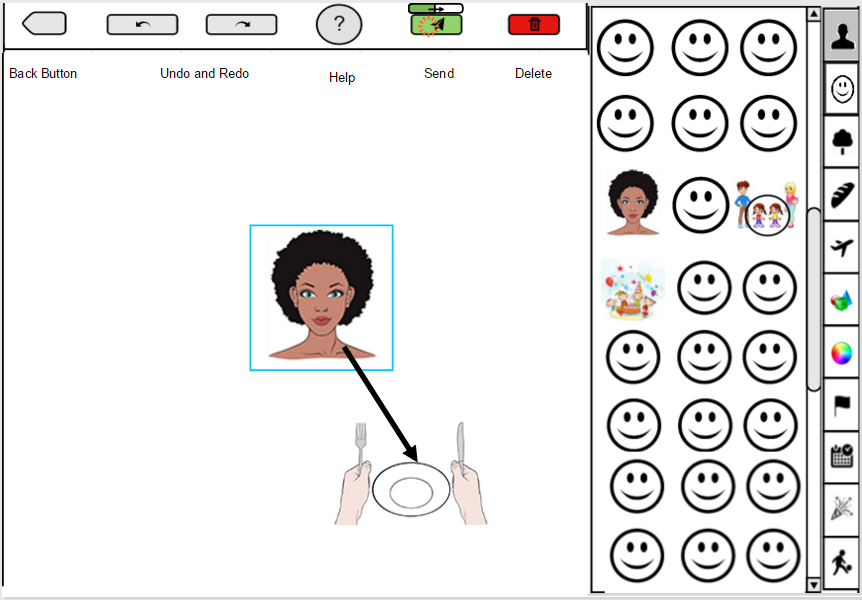 ?
Back Button
Undo and Redo
Help
Send
Delete